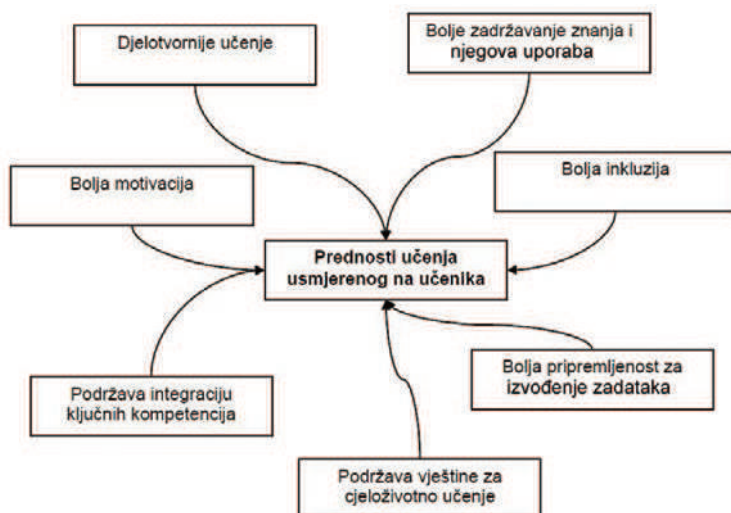 Djelotvornije učenje
Bolje zadržavanje znanja i
njegova uporaba
Bolja motivacija
Bolja inkluzija
Prednosti učenja
usmjerenog na učenika
Podržava integraciju
ključnih kompetencija
Bolja pripremljenost za
izvođenje zadataka
Podržava vještine za
cjeloživotno učenje